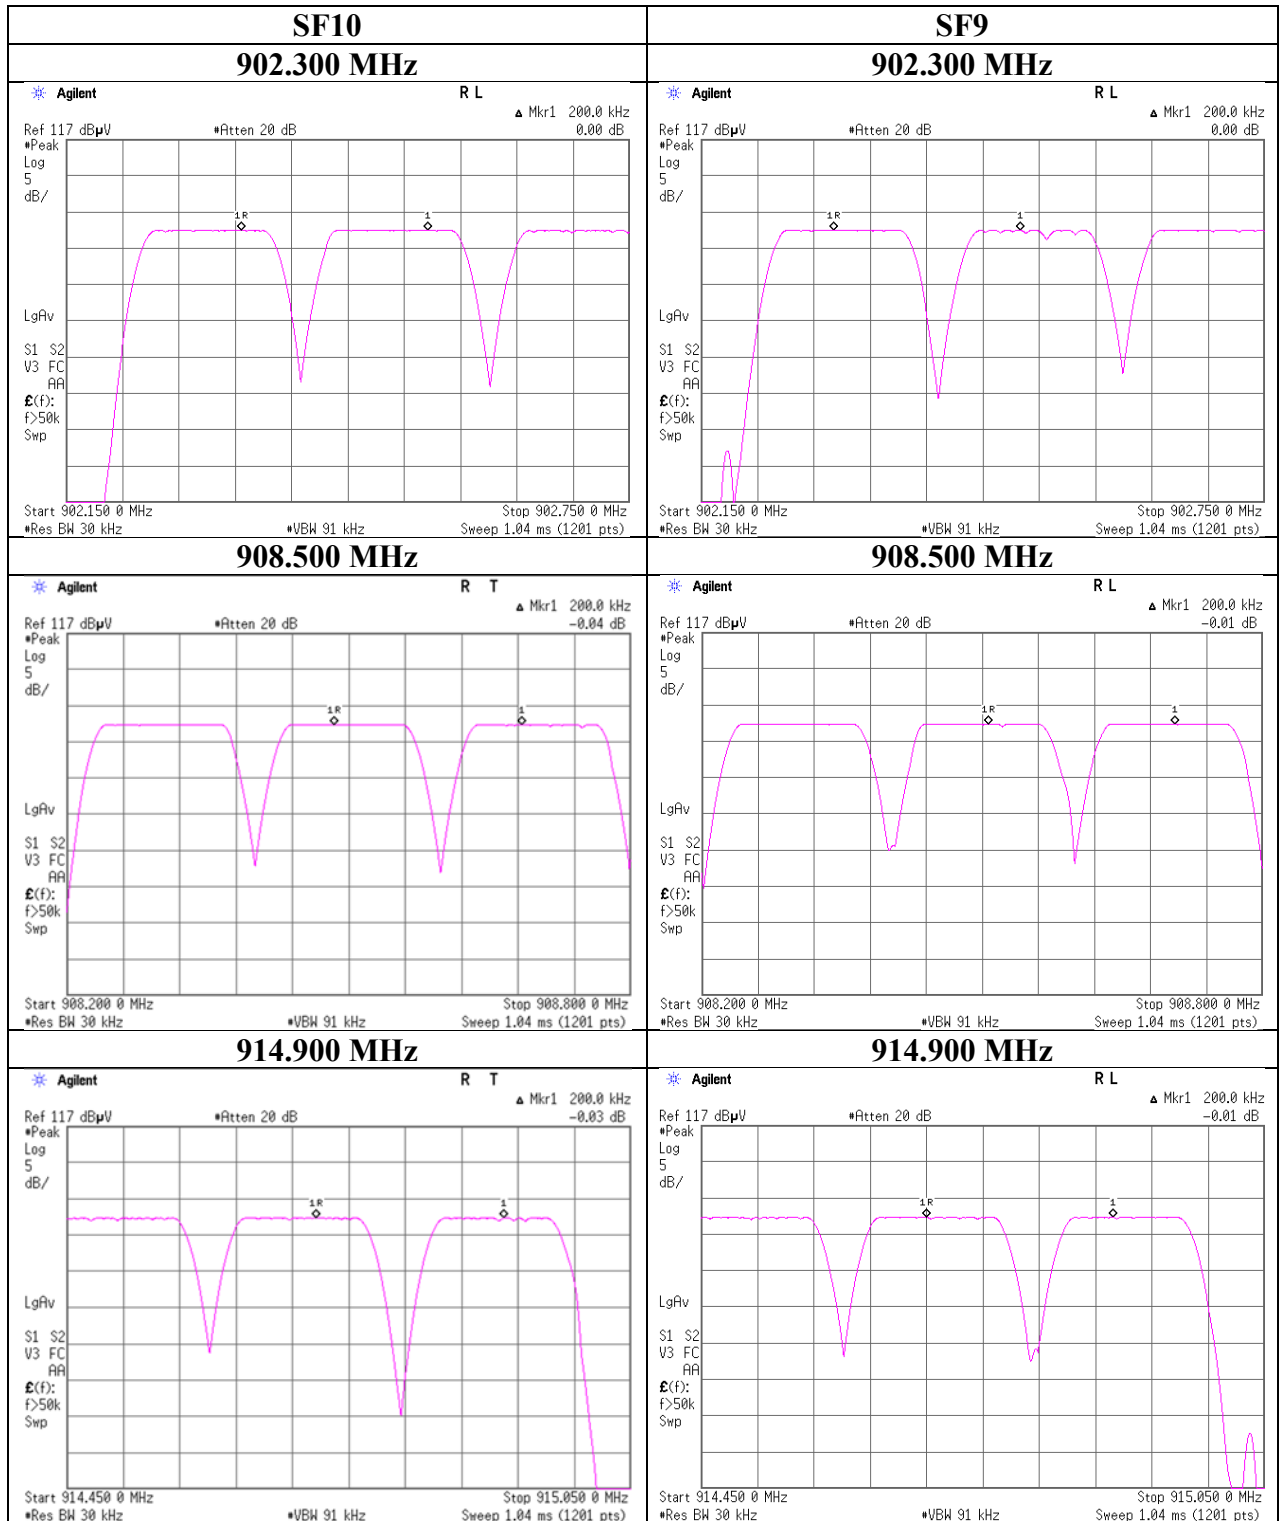 SF10 SF9
902.300 MHz 902.300 MHz
Agilent R L
Δ Mkr1 200.0 kHz
Ref 117 dBµV #Atten 20 dB 0.00 dB
#Peak
Log
5
dB/
1R 1
LgAv
S1 S2
V3 FC
AA
£(f):
f>50k
Swp
Start 902.150 0 MHz Stop 902.750 0 MHz
#Res BW 30 kHz #VBW 91 kHz Sweep 1.04 ms (1201 pts)
Agilent R L
Δ Mkr1 200.0 kHz
Ref 117 dBµV #Atten 20 dB 0.00 dB
#Peak
Log
5
dB/
1R 1
LgAv
S1 S2
V3 FC
AA
£(f):
f>50k
Swp
Start 902.150 0 MHz Stop 902.750 0 MHz
#Res BW 30 kHz #VBW 91 kHz Sweep 1.04 ms (1201 pts)
908.500 MHz 908.500 MHz
Agilent R T
Δ Mkr1 200.0 kHz
Ref 117 dBµV #Atten 20 dB -0.04 dB
#Peak
Log
5
dB/
1R 1
LgAv
S1 S2
V3 FC
AA
£(f):
f>50k
Swp
Start 908.200 0 MHz Stop 908.800 0 MHz
#Res BW 30 kHz #VBW 91 kHz Sweep 1.04 ms (1201 pts)
Agilent R L
Δ Mkr1 200.0 kHz
Ref 117 dBµV #Atten 20 dB -0.01 dB
#Peak
Log
5
dB/
1R 1
LgAv
S1 S2
V3 FC
AA
£(f):
f>50k
Swp
Start 908.200 0 MHz Stop 908.800 0 MHz
#Res BW 30 kHz #VBW 91 kHz Sweep 1.04 ms (1201 pts)
914.900 MHz 914.900 MHz
Agilent R T
Δ Mkr1 200.0 kHz
Ref 117 dBµV #Atten 20 dB -0.03 dB
#Peak
Log
5
dB/
1R 1
LgAv
S1 S2
V3 FC
AA
£(f):
f>50k
Swp
Start 914.450 0 MHz Stop 915.050 0 MHz
#Res BW 30 kHz #VBW 91 kHz Sweep 1.04 ms (1201 pts)
Agilent R L
Δ Mkr1 200.0 kHz
Ref 117 dBµV #Atten 20 dB -0.01 dB
#Peak
Log
5
dB/
1R 1
LgAv
S1 S2
V3 FC
AA
£(f):
f>50k
Swp
Start 914.450 0 MHz Stop 915.050 0 MHz
#Res BW 30 kHz #VBW 91 kHz Sweep 1.04 ms (1201 pts)